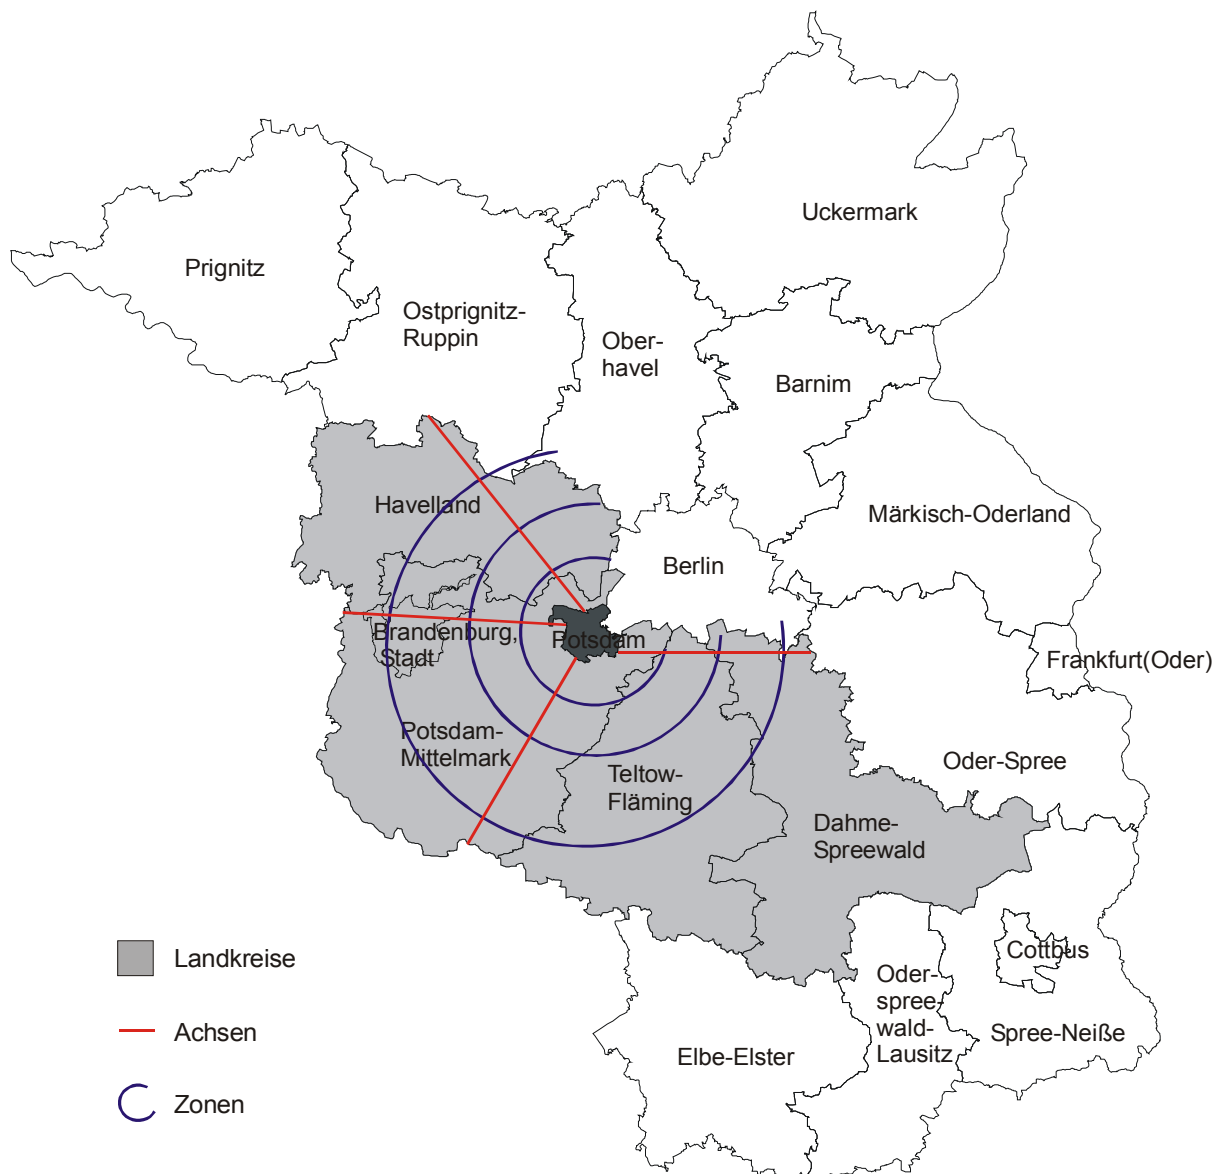 Uckermark
Prignitz
Ostprignitz-
Ruppin
Ober-
havel
Barnim
Havelland
Märkisch-Oderland
Berlin
Brandenburg,
Stadt
Potsdam
Frankfurt(Oder)
Potsdam-
Mittelmark
Oder-Spree
Teltow-
Fläming
Dahme-
Spreewald
Cottbus
Oder-
spree-
wald-
Lausitz
Spree-Neiße
Elbe-Elster
Landkreise
Achsen
Zonen